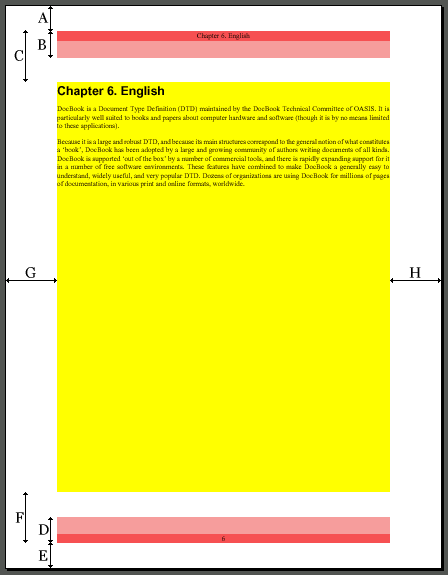 A
Chapter 6. English
B
C
Chapter 6. English
DocBook is a Document Type Definition (DTD) maintained by the DocBook Technical Committee of OASIS. It is
particularly well suited to books and papers about computer hardware and software (though it is by no means limited
to these applications).
Because it is a large and robust DTD, and because its main structures correspond to the general notion of what constitutes
a ‘book’, DocBook has been adopted by a large and growing community of authors writing documents of all kinds.
DocBook is supported ‘out of the box’ by a number of commercial tools, and there is rapidly expanding support for it
in a number of free software environments. These features have combined to make DocBook a generally easy to
understand, widely useful, and very popular DTD. Dozens of organizations are using DocBook for millions of pages
of documentation, in various print and online formats, worldwide.
G
H
F
D
6
E